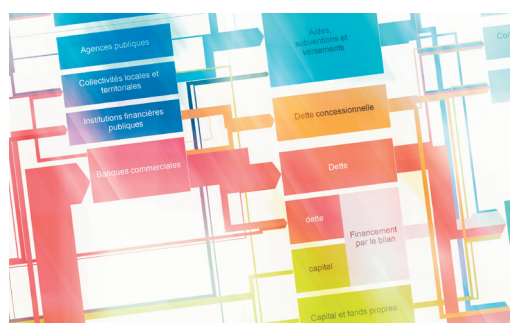 Agences publiques
Collectivités locales et
territoriales
Institutions financières
publiques
Banques commerciales
Aides,
subventions et
versements
Dette concessionnelle
Dette
dette
Financement
par le bilan
capital
Capital et fonds propres